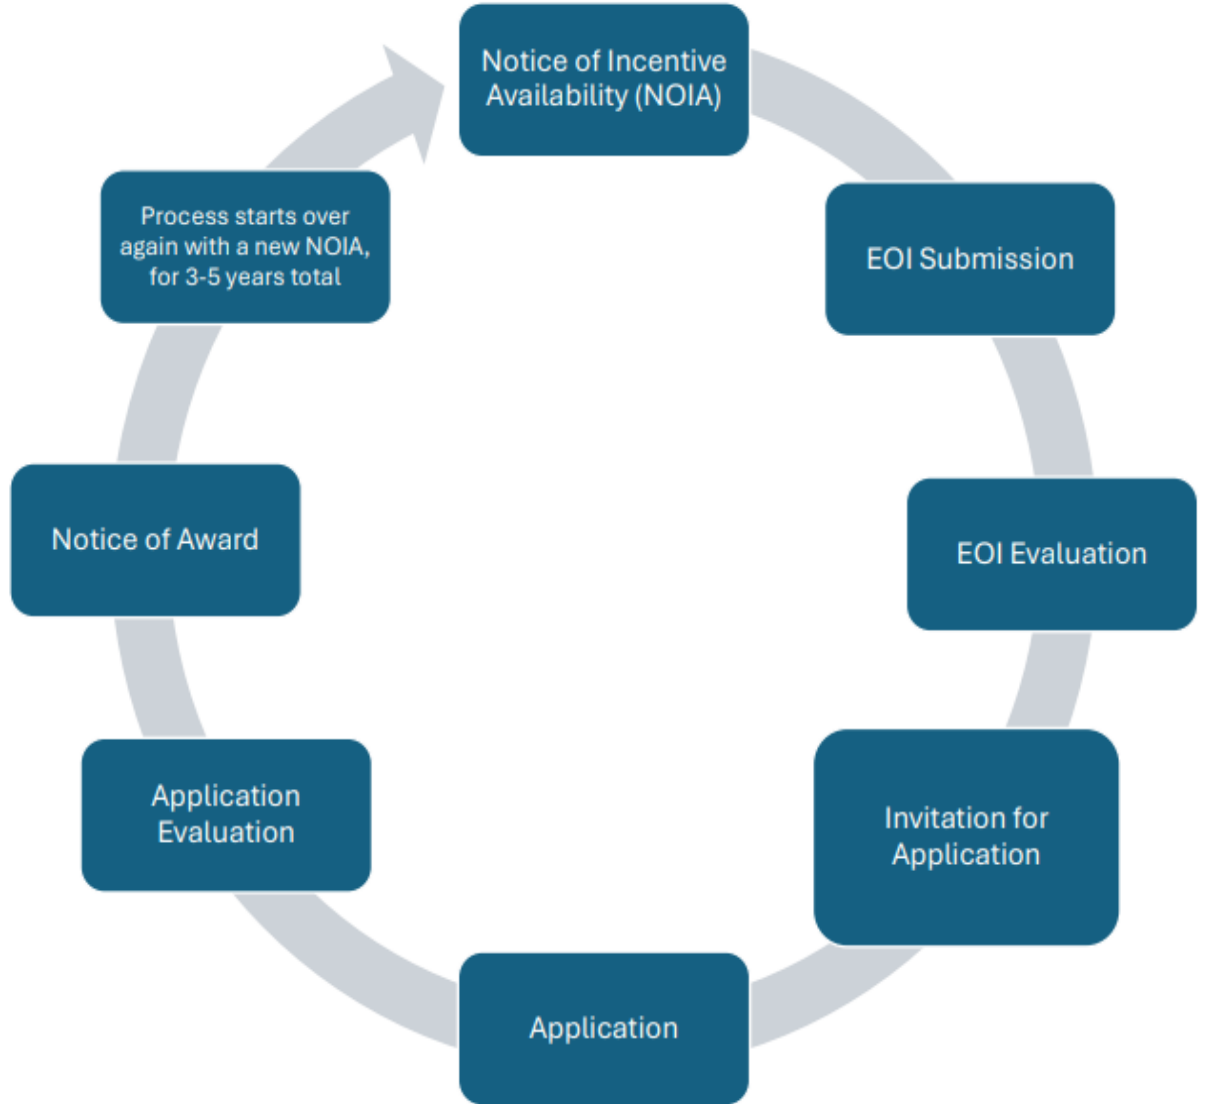 Notice of Incentive
Availability (NOIA)
EOI Submission
EOI Evaluation
Invitation for
Application
Application
Application
Evaluation
Notice of Award
Process starts over
again with a new NOIA,
for 3-5 years total